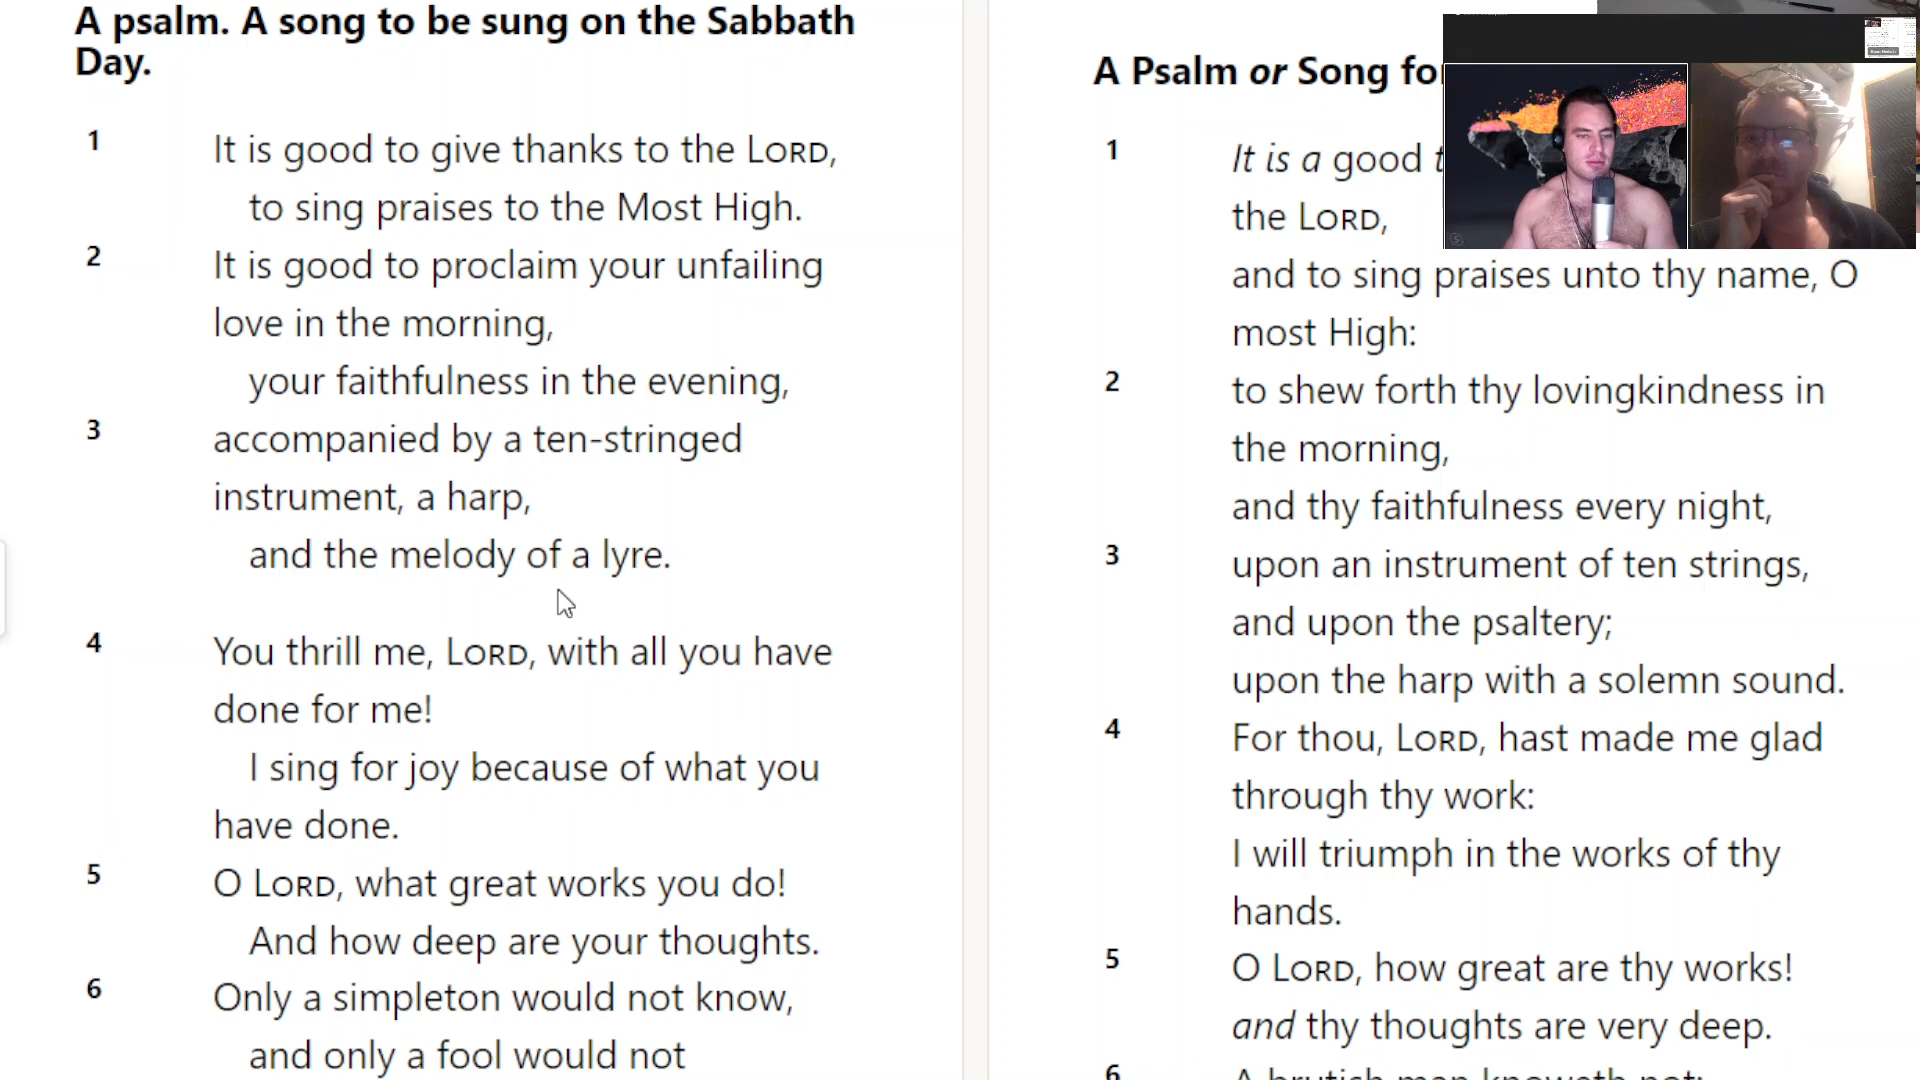 A psalm. A song to be sung on the Sabbath
Day.
1 It is good to give thanks to the LORD,
to sing praises to the Most High.
2 It is good to proclaim your unfailing
love in the morning,
your faithfulness in the evening,
3 accompanied by a ten-stringed
instrument, a harp,
and the melody of a lyre.
4 You thrill me, LORD, with all you have
done for me!
I sing for joy because of what you
have done.
5 O LORD, what great works you do!
And how deep are your thoughts.
6 Only a simpleton would not know,
and only a fool would not
A Psalm or Song for
1 It is a good
the LORD,
and to sing praises unto thy name, O
most High:
2 to shew forth thy lovingkindness in
the morning,
and thy faithfulness every night,
3 upon an instrument of ten strings,
and upon the psaltery;
upon the harp with a solemn sound.
4 For thou, LORD, hast made me glad
through thy work:
I will triumph in the works of thy
hands.
5 O LORD, how great are thy works!
and thy thoughts are very deep.
6 A brutish man knoweth not;